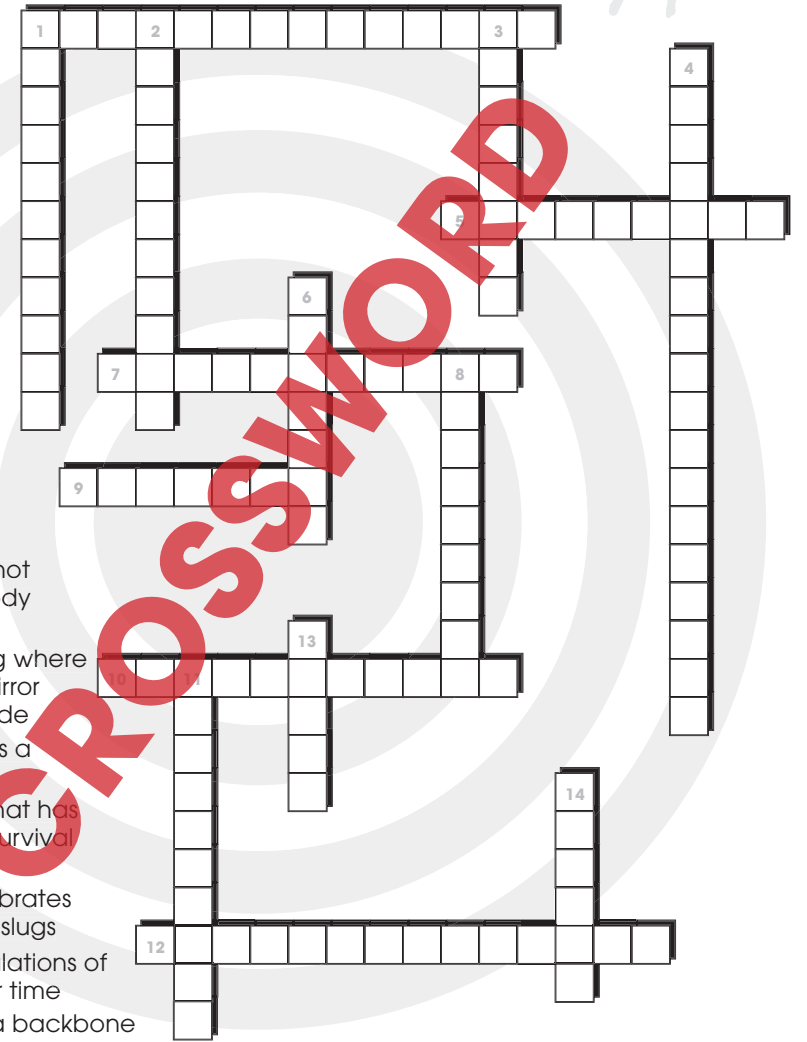 1
2
3
4
5
6
7
8
9
not
dy
13
g where
irror
10
11
de
s a
14
hat has
urvival
brates
slugs
12
lations of
r time
a backbone
CROSSWORD